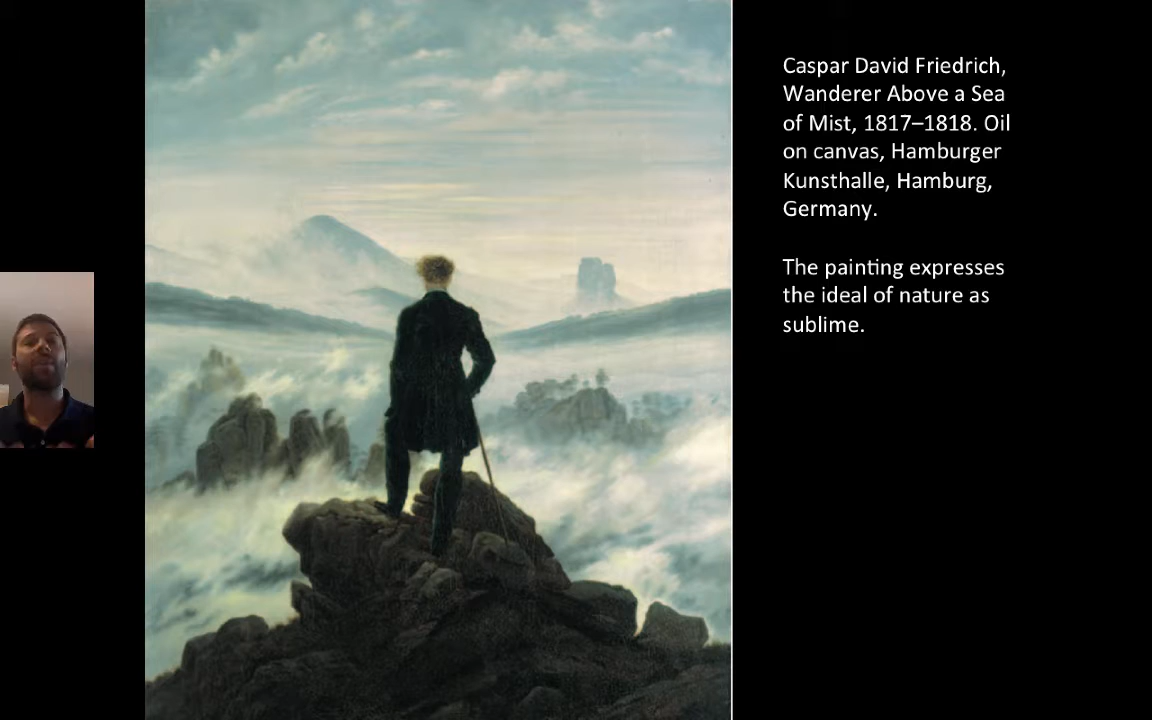 Caspar David Friedrich,
Wanderer Above a Sea
of Mist, 1817–1818. Oil
on canvas, Hamburger
Kunsthalle, Hamburg,
Germany.
The painting expresses
the ideal of nature as
sublime.